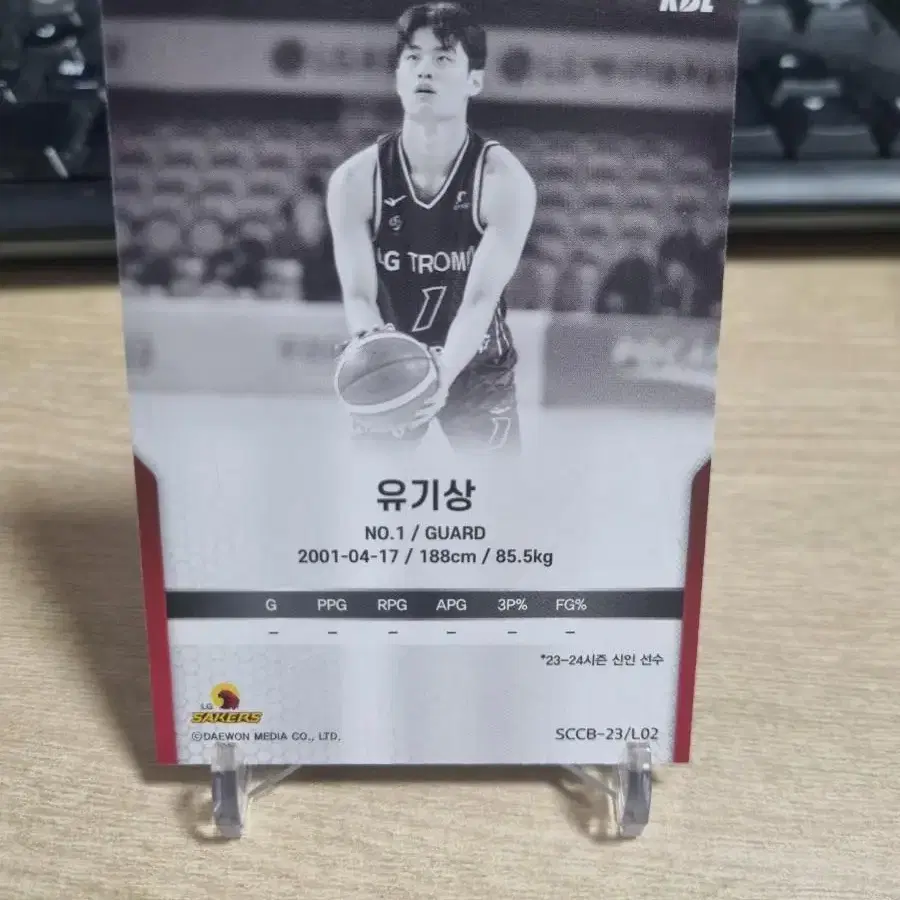 KBL
LG TROM
1
1
유기상
NO.1 / GUARD
2001-04-17 / 188cm / 85.5kg
G PPG RPG APG 3P% FG%
– – – – – –
*23-24시즌 신인 선수
LG
SAKERS
©DAEWON MEDIA CO., LTD.
SCCB-23/L02